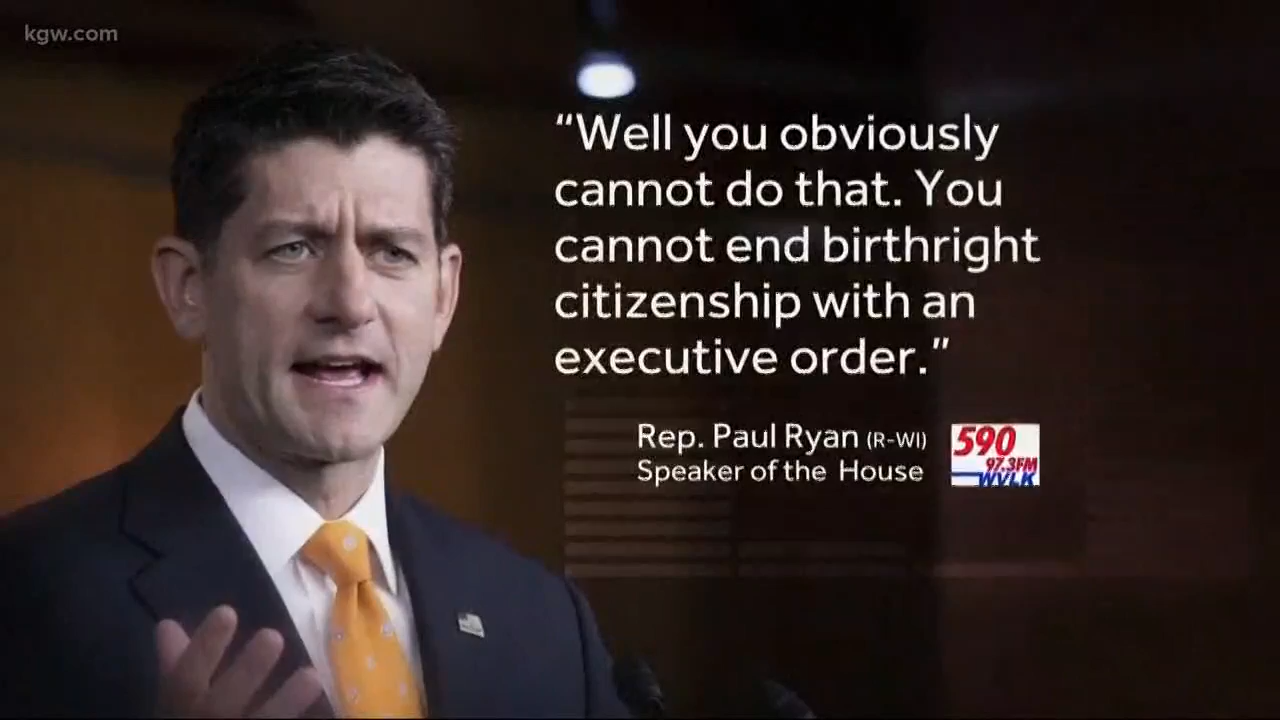 kgw.com
“Well you obviously
cannot do that. You
cannot end birthright
citizenship with an
executive order.”
Rep. Paul Ryan (R-WI)
Speaker of the House
590
97.3FM
WVLK